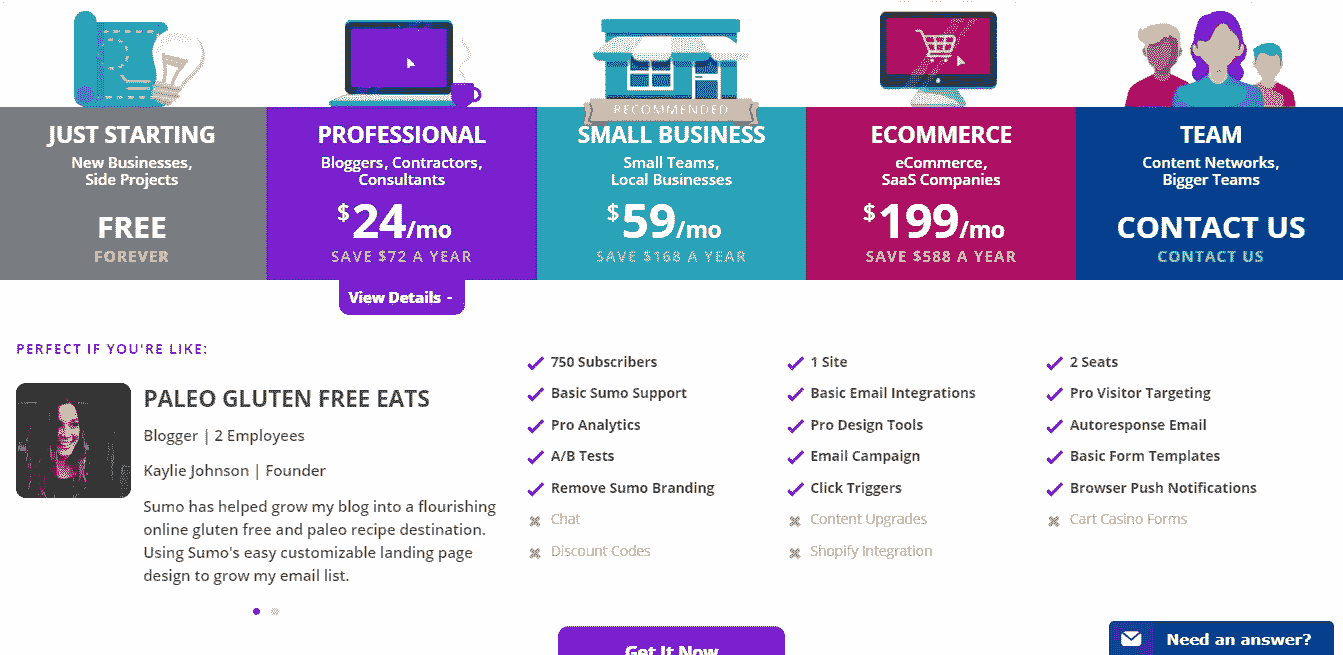 RECOMMENDED
JUST STARTING
New Businesses,
Side Projects
FREE
FOREVER
PROFESSIONAL
Bloggers, Contractors,
Consultants
$24/mo
SAVE $72 A YEAR
View Details -
SMALL BUSINESS
Small Teams,
Local Businesses
$59/mo
SAVE $168 A YEAR
ECOMMERCE
eCommerce,
SaaS Companies
$199/mo
SAVE $588 A YEAR
TEAM
Content Networks,
Bigger Teams
CONTACT US
CONTACT US
PERFECT IF YOU'RE LIKE:
PALEO GLUTEN FREE EATS
Blogger | 2 Employees
Kaylie Johnson | Founder
Sumo has helped grow my blog into a flourishing
online gluten free and paleo recipe destination.
Using Sumo's easy customizable landing page
design to grow my email list.
750 Subscribers
Basic Sumo Support
Pro Analytics
A/B Tests
Remove Sumo Branding
Chat
Discount Codes
1 Site
Basic Email Integrations
Pro Design Tools
Email Campaign
Click Triggers
Content Upgrades
Shopify Integration
2 Seats
Pro Visitor Targeting
Autoresponse Email
Basic Form Templates
Browser Push Notifications
Cart Casino Forms
Get It Now
Need an answer?